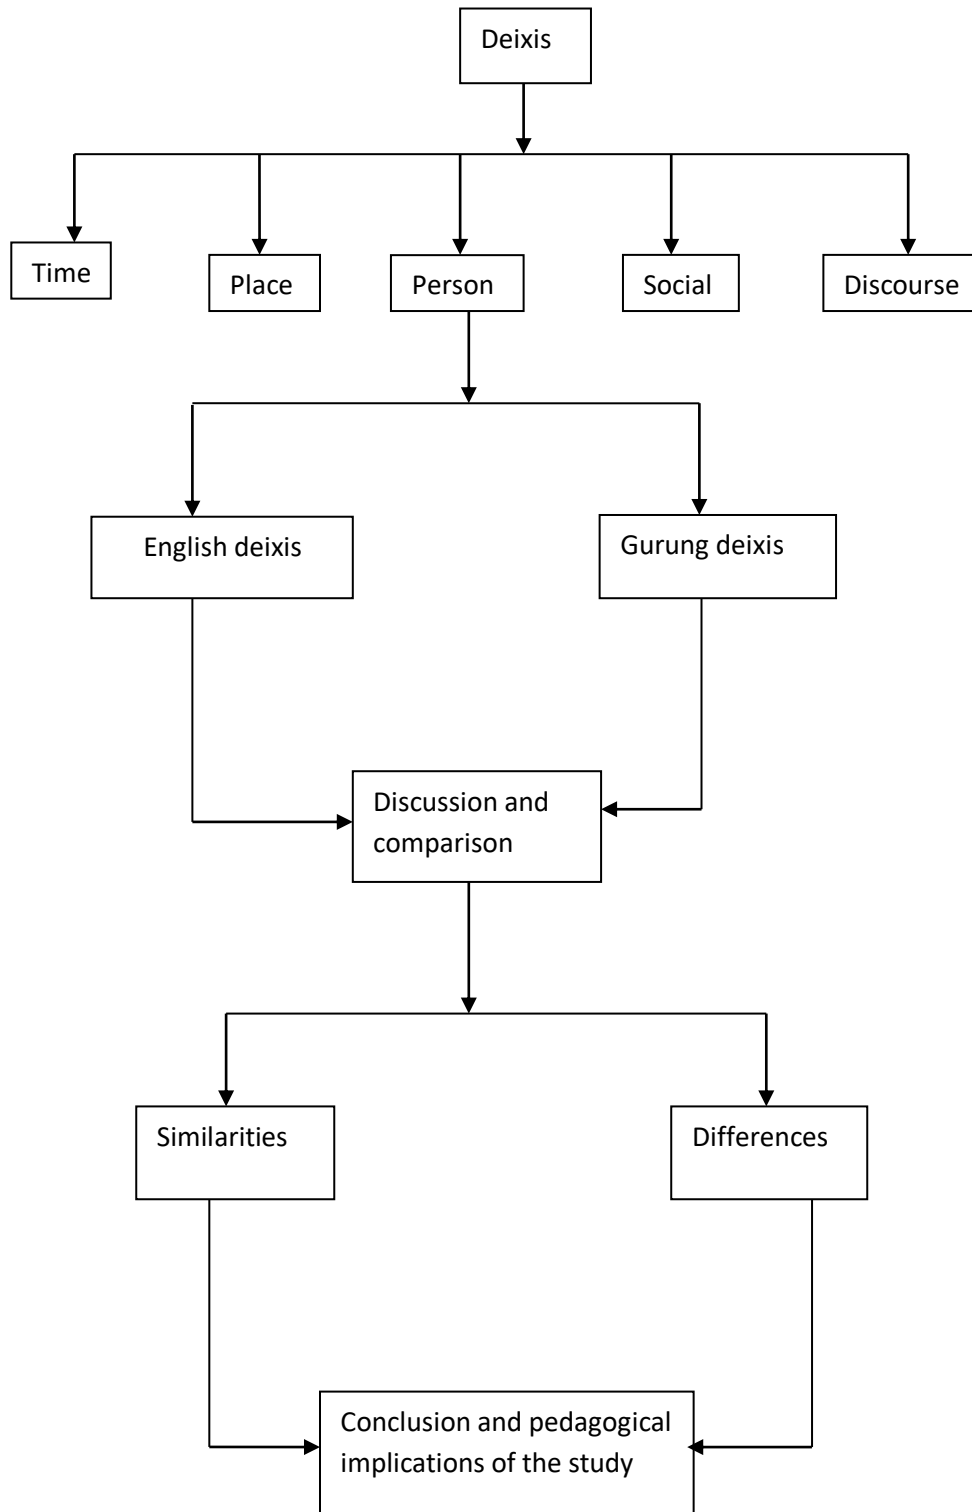 Deixis
Time
Place
Person
Social
Discourse
English deixis
Gurung deixis
Discussion and
comparison
Similarities
Differences
Conclusion and pedagogical
implications of the study